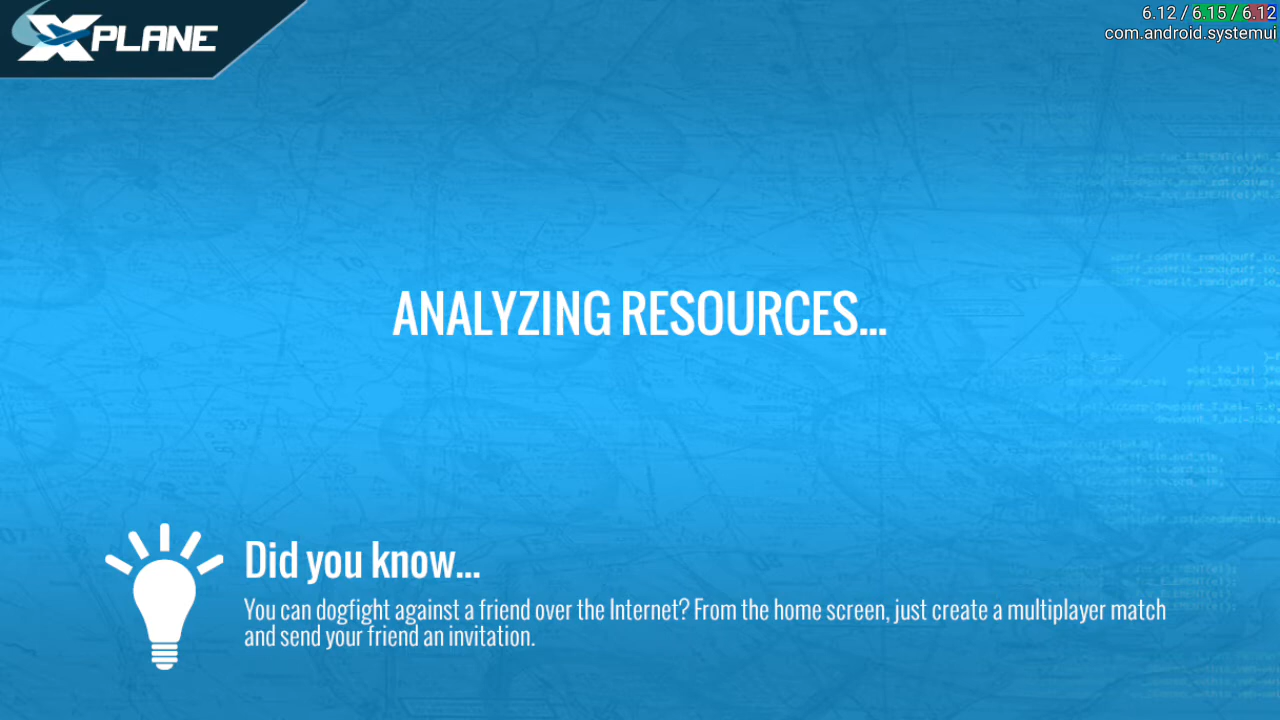 XPLANE
6.12 / 6.15 / 6.12
com.android.systemui
ANALYZING RESOURCES...
Did you know...
You can dogfight against a friend over the Internet? From the home screen, just create a multiplayer match
and send your friend an invitation.